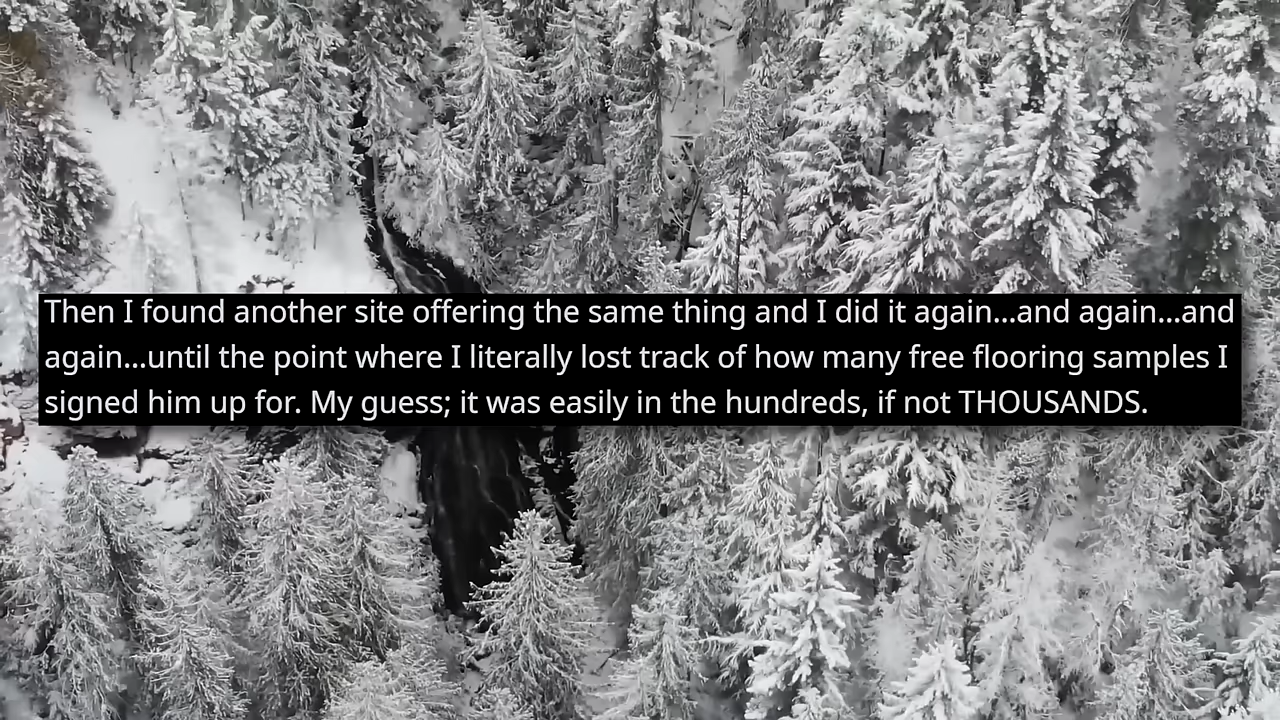 Then I found another site offering the same thing and I did it again...and again...and
again...until the point where I literally lost track of how many free flooring samples I
signed him up for. My guess; it was easily in the hundreds, if not THOUSANDS.